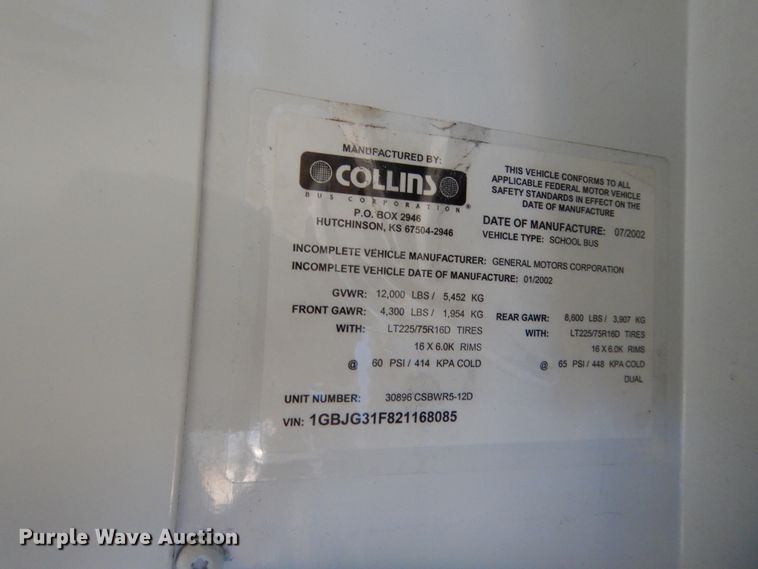 MANUFACTURED BY:
COLLINS
BUS CORPORATION®
P.O. BOX 2946
HUTCHINSON, KS 67504-2946
THIS VEHICLE CONFORMS TO ALL
APPLICABLE FEDERAL MOTOR VEHICLE
SAFETY STANDARDS IN EFFECT ON THE
DATE OF MANUFACTURE
DATE OF MANUFACTURE: 07/2002
VEHICLE TYPE: SCHOOL BUS
INCOMPLETE VEHICLE MANUFACTURER: GENERAL MOTORS CORPORATION
INCOMPLETE VEHICLE DATE OF MANUFACTURE: 01/2002
GVWR: 12,000 LBS / 5,452 KG
FRONT GAWR: 4,300 LBS / 1,954 KG
WITH: LT225/75R16D TIRES
16 X 6.0K RIMS
@ 60 PSI / 414 KPA COLD
REAR GAWR: 8,600 LBS / 3,907 KG
WITH: LT225/75R16D TIRES
16 X 6.0K RIMS
@ 65 PSI / 448 KPA COLD
DUAL
UNIT NUMBER: 30896 CSBWR5-12D
VIN: 1GBJG31F821168085
Purple Wave Auction